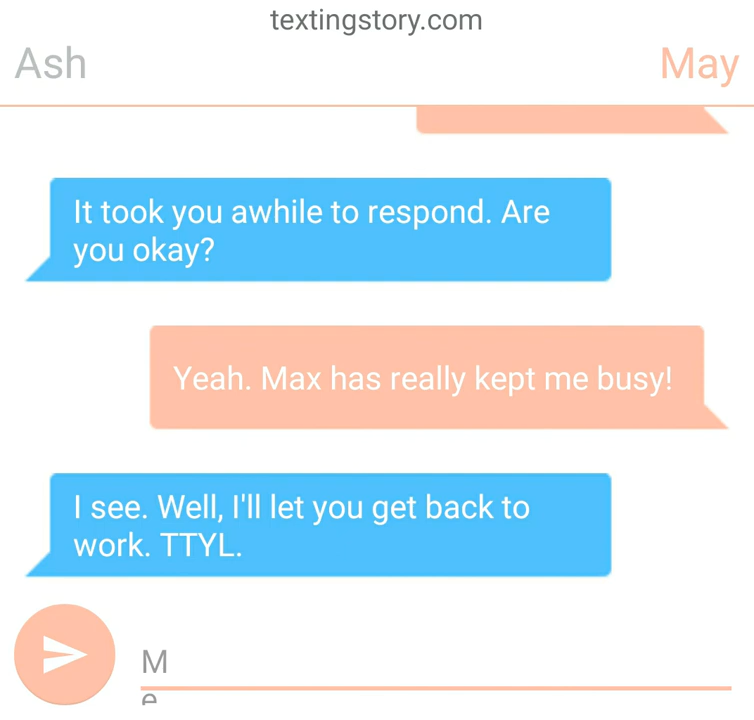 textingstory.com
Ash
May
It took you awhile to respond. Are
you okay?
Yeah. Max has really kept me busy!
I see. Well, I'll let you get back to
work. TTYL.
M
e